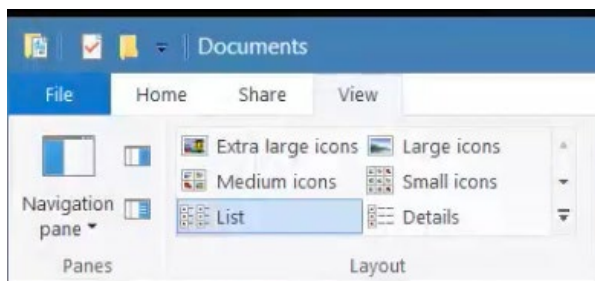 Documents
File Home Share View
Extra large icons Large icons
Medium icons Small icons
Navigation pane
List Details
Panes Layout